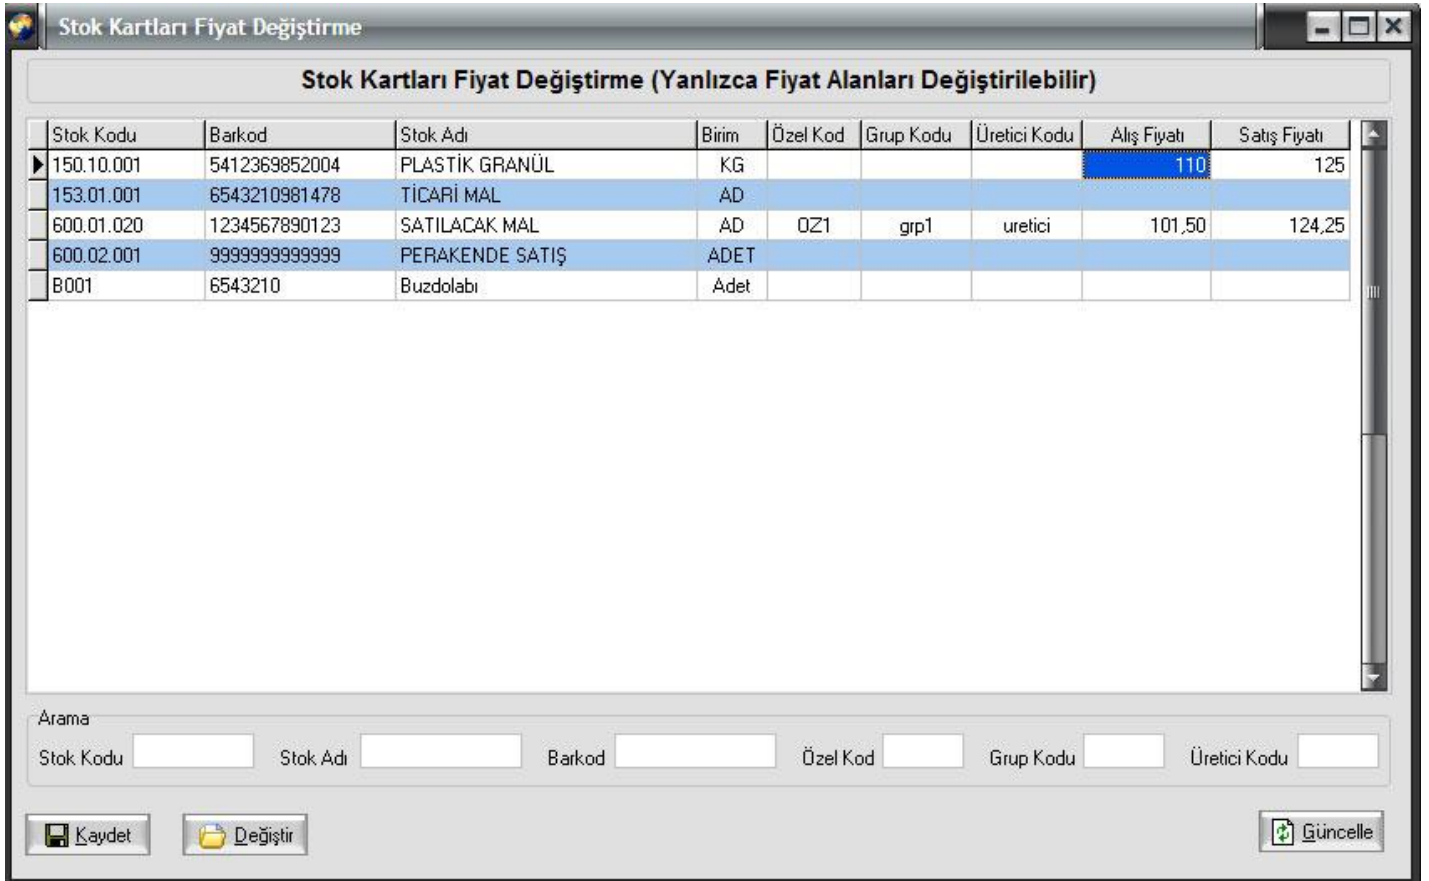 Stok Kartları Fiyat Değiştirme
Stok Kartları Fiyat Değiştirme (Yanlızca Fiyat Alanları Değiştirilebilir)
Stok Kodu Barkod Stok Adı Birim Özel Kod Grup Kodu Üretici Kodu Alış Fiyatı Satış Fiyatı
150.10.001 5412369852004 PLASTİK GRANÜL KG 110 125
153.01.001 6543210981478 TİCARİ MAL AD
600.01.020 1234567890123 SATILACAK MAL AD OZ1 grp1 uretici 101,50 124,25
600.02.001 9999999999999 PERAKENDE SATIŞ ADET
B001 6543210 Buzdolabı Adet
Arama
Stok Kodu Stok Adı Barkod Özel Kod Grup Kodu Üretici Kodu
Kaydet Değiştir Güncelle